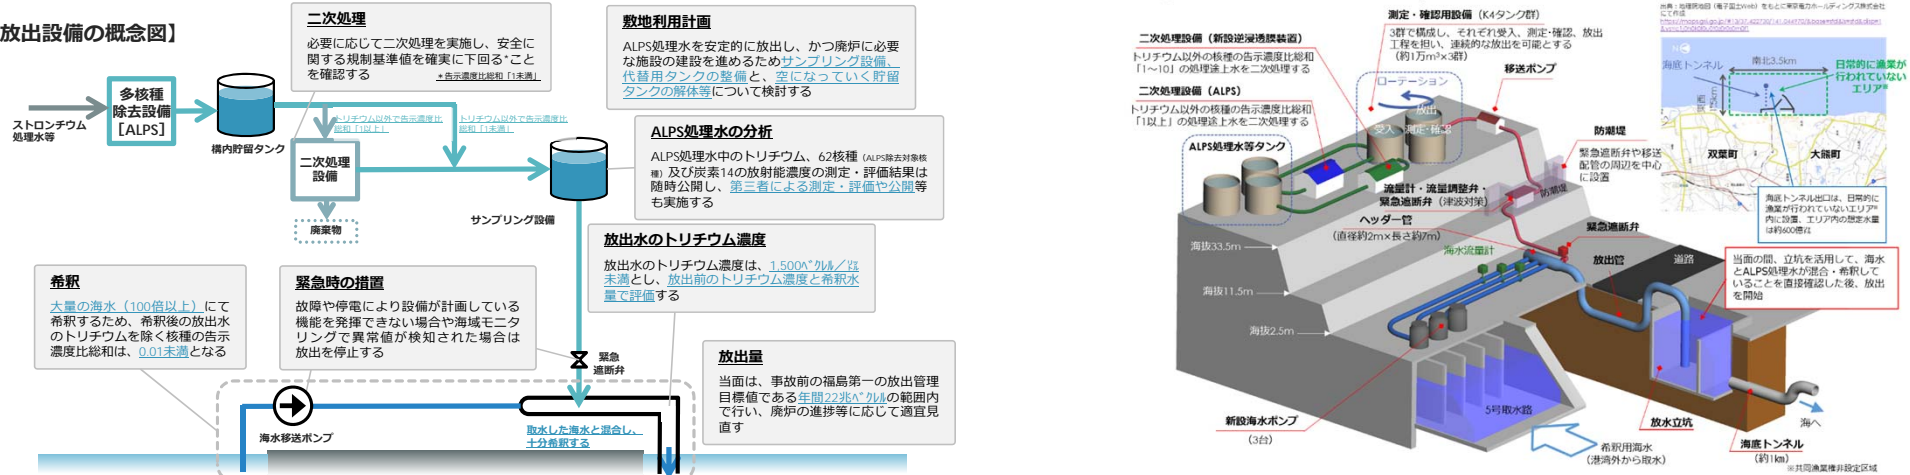 放出設備の概念図】
二次処理
必要に応じて二次処理を実施し、安全に
関する規制基準値を確実に下回る*こと
を確認する
*告示濃度比総和「1未満」
敷地利用計画
ALPS処理水を安定的に放出し、かつ廃炉に必要
な施設の建設を進めるためサンプリング設備、
代替用タンクの整備と、空になっていく貯留
タンクの解体等について検討する
多核種
除去設備
[ALPS]
ストロンチウム
処理水等
構内貯留タンク
トリチウム以外で告示濃度比
総和「1以上」
トリチウム以外で告示濃度比
総和「1未満」
二次処理
設備
廃棄物
サンプリング設備
ALPS処理水の分析
ALPS処理水中のトリチウム、62核種（ALPS除去対象核
種）及び炭素14の放射能濃度の測定・評価結果は
随時公開し、第三者による測定・評価や公開等
も実施する
放出水のトリチウム濃度
放出水のトリチウム濃度は、1,500ﾍﾞｸﾚﾙ／㍑
未満とし、放出前のトリチウム濃度と希釈水
量で評価する
希釈
大量の海水（100倍以上）にて
希釈するため、希釈後の放出水
のトリチウムを除く核種の告示
濃度比総和は、0.01未満となる
緊急時の措置
故障や停電により設備が計画している
機能を発揮できない場合や海域モニタ
リングで異常値が検知された場合は
放出を停止する
緊急
遮断弁
放出量
当面は、事故前の福島第一の放出管理
目標値である年間22兆ﾍﾞｸﾚﾙの範囲内
で行い、廃炉の進捗等に応じて適宜見
直す
海水移送ポンプ
取水した海水と混合し、
十分希釈する
測定・確認用設備（K4タンク群）
3群で構成し、それぞれ受入、測定・確認、放出
工程を担い、連続的な放出を可能とする
（約1万m³×3群）
二次処理設備（新設逆浸透膜装置）
トリチウム以外の核種の告示濃度比総和
「1～10」の処理途上水を二次処理する
二次処理設備（ALPS）
トリチウム以外の核種の告示濃度比総和
「1以上」の処理途上水を二次処理する
移送ポンプ
ローテーション
放出
受入
測定・確認
ALPS処理水等タンク
防潮堤
緊急遮断弁や移送
配管の周辺を中心
に設置
防潮堤
流量計・流量調整弁・
緊急遮断弁（津波対策）
ヘッダー管
（直径約2m×長さ約7m）
海水流量計
緊急遮断弁
放出管
道路
海抜33.5m
海抜11.5m
海抜2.5m
当面の間、立坑を活用して、海水
とALPS処理水が混合・希釈して
いることを直接確認した後、放出
を開始
新設海水ポンプ
（3台）
5号取水路
希釈用海水
（港湾外から取水）
放水立坑
海底トンネル
（約1km）
海へ
※共同漁業権非設定区域
出典：地理院地図（電子国土Web）をもとに東京電力ホールディングス株式会社
にて作成
N
海底トンネル
南北3.5km
東西1.5km
日常的に漁業が
行われていない
エリア※
双葉町
大熊町
海底トンネル出口は、日常的に
漁業が行われていないエリア※
内に設置、エリア内の想定水量
は約600億㍑